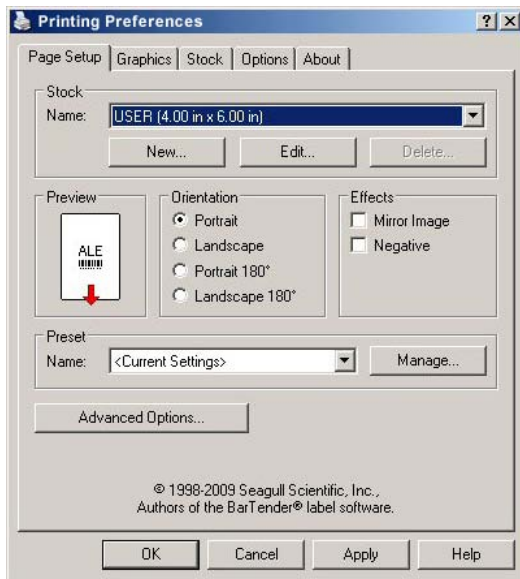 Printing Preferences
Page Setup Graphics Stock Options About
Stock
Name: USER (4.00 in x 6.00 in)
New... Edit... Delete...
Preview
ALE
Orientation
Portrait
Landscape
Portrait 180°
Landscape 180°
Effects
Mirror Image
Negative
Preset
Name: <Current Settings> Manage...
Advanced Options...
© 1998-2009 Seagull Scientific, Inc.,
Authors of the BarTender® label software.
OK Cancel Apply Help